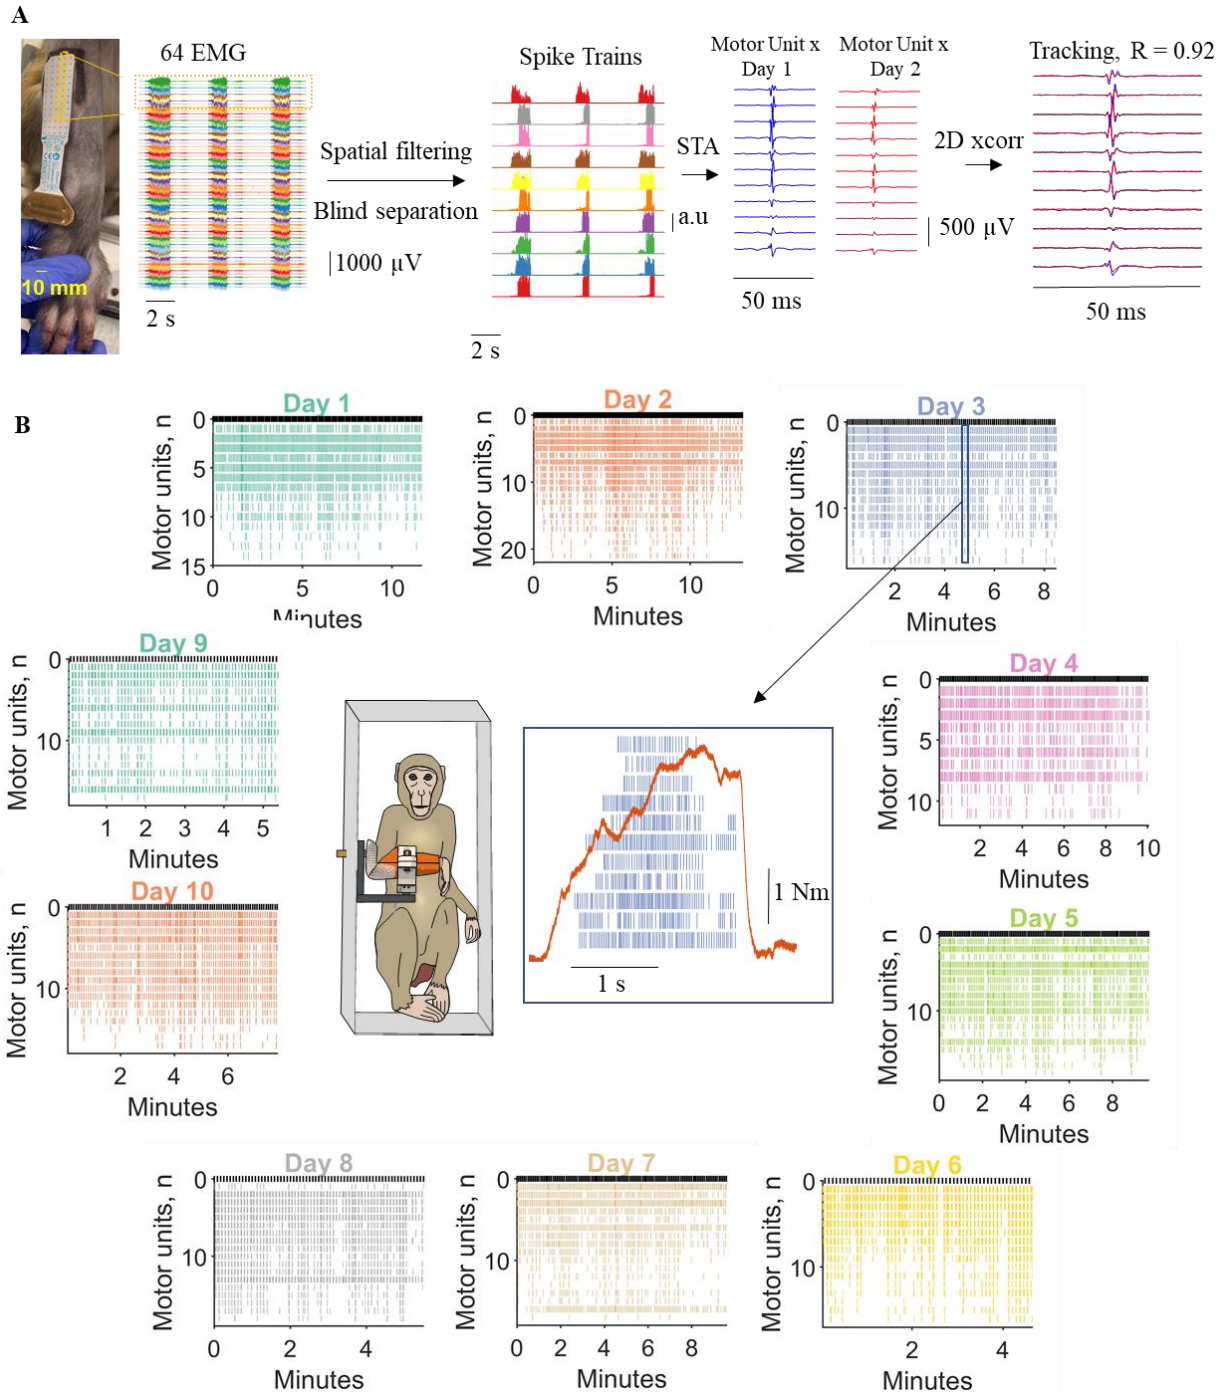 A
64 EMG
10 mm
1000 μV
2 s
Spatial filtering
Blind separation
Spike Trains
a.u
2 s
STA
Motor Unit x
Day 1
Motor Unit x
Day 2
500 μV
50 ms
2D xcorr
Tracking, R = 0.92
50 ms
B
Day 1
Motor units, n
0
5
10
15
0 5 10
Minutes
Day 2
Motor units, n
0
10
20
0 5 10
Minutes
Day 3
Motor units, n
0
10
2 4 6 8
Minutes
Day 9
Motor units, n
0
10
1 2 3 4 5
Minutes
Day 4
Motor units, n
0
5
10
2 4 6 8 10
Minutes
1 Nm
1 s
Day 10
Motor units, n
0
10
2 4 6
Minutes
Day 5
Motor units, n
0
10
0 2 4 6 8
Minutes
Day 8
Motor units, n
0
10
0 2 4
Minutes
Day 7
Motor units, n
0
10
0 2 4 6 8
Minutes
Day 6
Motor units, n
0
10
2 4
Minutes